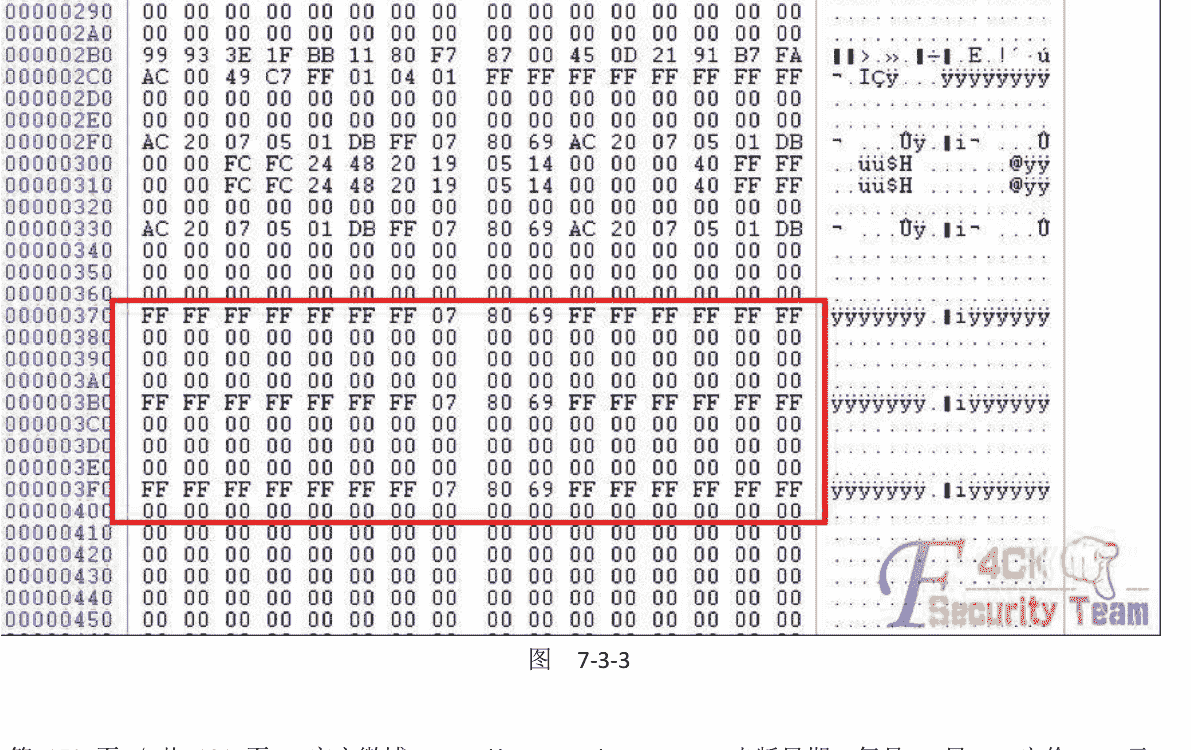 00000290 00 00 00 00 00 00 00 00 00 00 00 00 00 00 00 00 ................
000002A0 00 00 00 00 00 00 00 00 00 00 00 00 00 00 00 00 ................
000002B0 99 93 3E 1F BB 11 80 F7 87 00 45 0D 21 91 B7 FA
000002C0 AC 00 49 C7 FF 01 04 01 FF FF FF FF FF FF FF FF ¬.IÇÿ...ÿÿÿÿÿÿÿÿ
000002D0 00 00 00 00 00 00 00 00 00 00 00 00 00 00 00 00 ................
000002E0 00 00 00 00 00 00 00 00 00 00 00 00 00 00 00 00 ................
000002F0 AC 20 07 05 01 DB FF 07 80 69 AC 20 07 05 01 DB ¬ ...Ûÿ.▮i¬ ...Û
00000300 00 00 FC FC 24 48 20 19 05 14 00 00 00 40 FF FF ..üü$H ......@ÿÿ
00000310 00 00 FC FC 24 48 20 19 05 14 00 00 00 40 FF FF ..üü$H ......@ÿÿ
00000320 00 00 00 00 00 00 00 00 00 00 00 00 00 00 00 00 ................
00000330 AC 20 07 05 01 DB FF 07 80 69 AC 20 07 05 01 DB ¬ ...Ûÿ.▮i¬ ...Û
00000340 00 00 00 00 00 00 00 00 00 00 00 00 00 00 00 00 ................
00000350 00 00 00 00 00 00 00 00 00 00 00 00 00 00 00 00 ................
00000360 00 00 00 00 00 00 00 00 00 00 00 00 00 00 00 00 ................
00000370 FF FF FF FF FF FF FF 07 80 69 FF FF FF FF FF FF ÿÿÿÿÿÿÿ.▮iÿÿÿÿÿÿ
00000380 00 00 00 00 00 00 00 00 00 00 00 00 00 00 00 00 ................
00000390 00 00 00 00 00 00 00 00 00 00 00 00 00 00 00 00 ................
000003A0 00 00 00 00 00 00 00 00 00 00 00 00 00 00 00 00 ................
000003B0 FF FF FF FF FF FF FF 07 80 69 FF FF FF FF FF FF ÿÿÿÿÿÿÿ.▮iÿÿÿÿÿÿ
000003C0 00 00 00 00 00 00 00 00 00 00 00 00 00 00 00 00 ................
000003D0 00 00 00 00 00 00 00 00 00 00 00 00 00 00 00 00 ................
000003E0 00 00 00 00 00 00 00 00 00 00 00 00 00 00 00 00 ................
000003F0 FF FF FF FF FF FF FF 07 80 69 FF FF FF FF FF FF ÿÿÿÿÿÿÿ.▮iÿÿÿÿÿÿ
00000400 00 00 00 00 00 00 00 00 00 00 00 00 00 00 00 00 ................
00000410 00 00 00 00 00 00 00 00 00 00 00 00 00 00 00 00 ................
00000420 00 00 00 00 00 00 00 00 00 00 00 00 00 00 00 00
00000430 00 00 00 00 00 00 00 00 00 00 00 00 00 00 00 00
00000440 00 00 00 00 00 00 00 00 00 00 00 00 00 00 00 00
00000450 00 00 00 00 00 00 00 00 00 00 00 00 00 00 00 00
F 4CK
Security Team
图 7-3-3